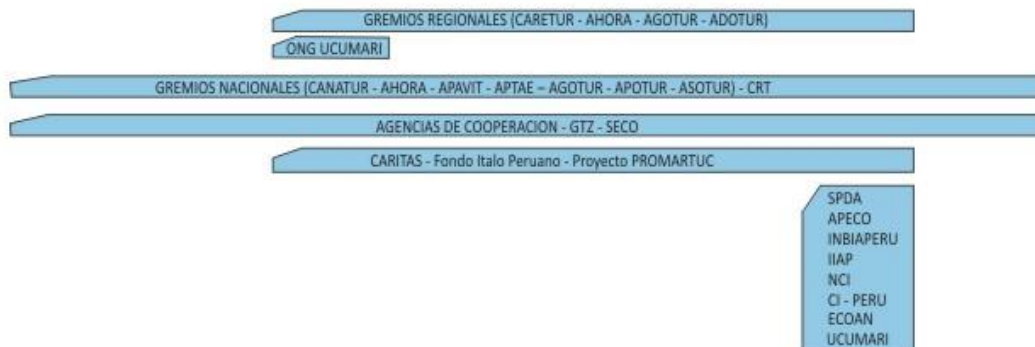 GREMIOS REGIONALES (CARETUR - AHORA - AGOTUR - ADOTUR)
ONG UCUMARI
GREMIOS NACIONALES (CANATUR - AHORA - APAVIT - APTAE – AGOTUR - APOTUR - ASOTUR) - CRT
AGENCIAS DE COOPERACION - GTZ - SECO
CARITAS - Fondo Italo Peruano - Proyecto PROMARTUC
SPDA
APECO
INBIAPERU
IIAP
NCI
CI - PERU
ECOAN
UCUMARI